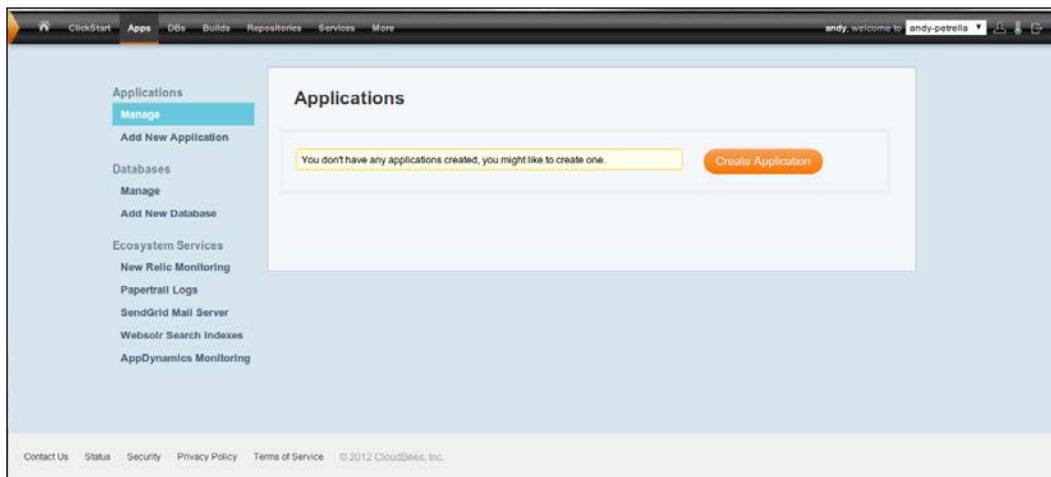 ClickStart Apps DBs Builds Repositories Services More
andy, welcome to andy-petrella
Applications
Manage
Add New Application
Databases
Manage
Add New Database
Ecosystem Services
New Relic Monitoring
Papertrail Logs
SendGrid Mail Server
Websolr Search Indexes
AppDynamics Monitoring
Applications
You don't have any applications created, you might like to create one.
Create Application
Contact Us Status Security Privacy Policy Terms of Service © 2012 CloudBees, Inc.